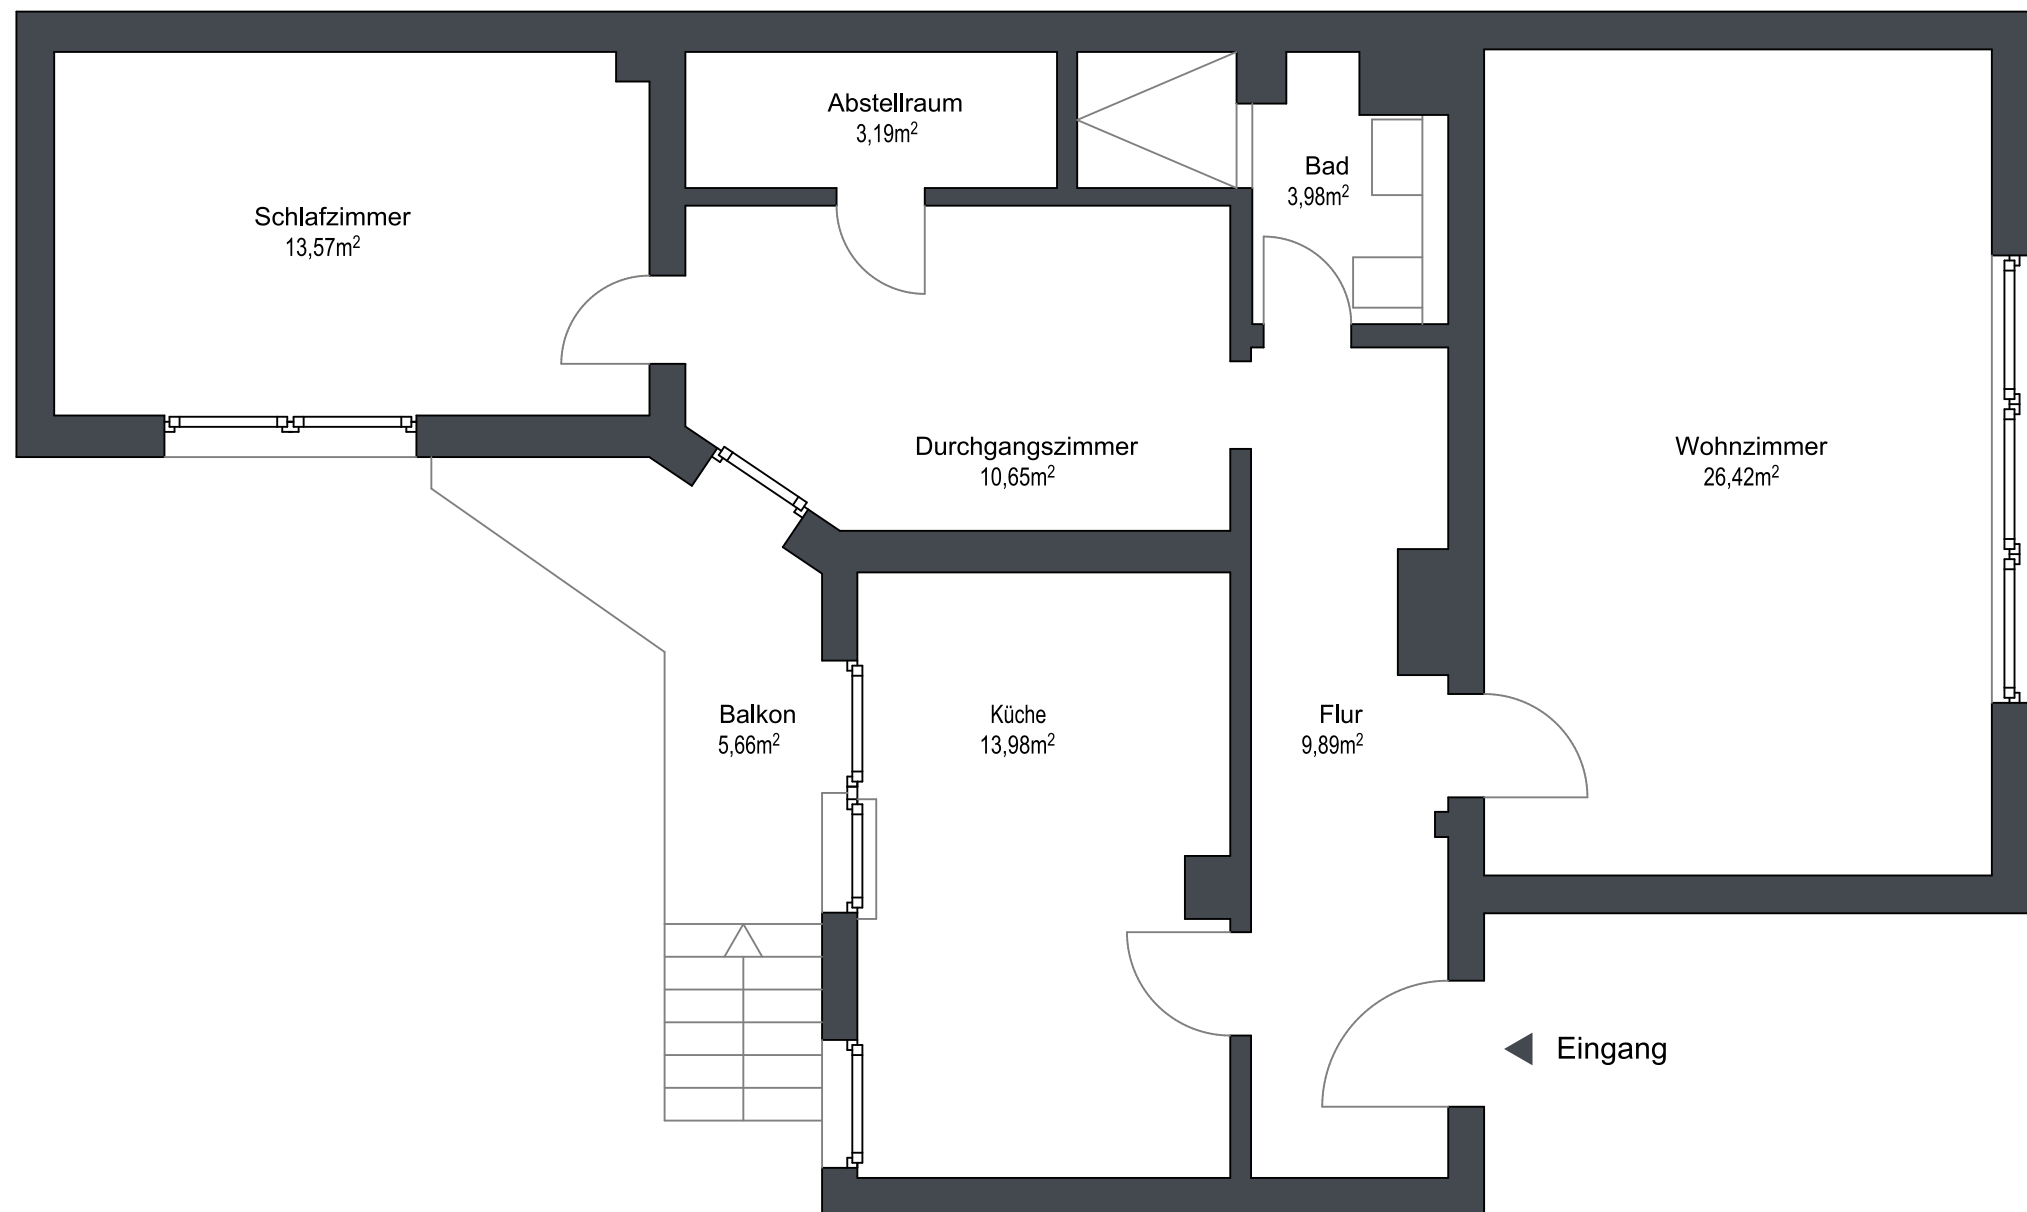 Abstellraum
3,19m²
Bad
3,98m²
Schlafzimmer
13,57m²
Durchgangszimmer
10,65m²
Wohnzimmer
26,42m²
Balkon
5,66m²
Küche
13,98m²
Flur
9,89m²
Eingang